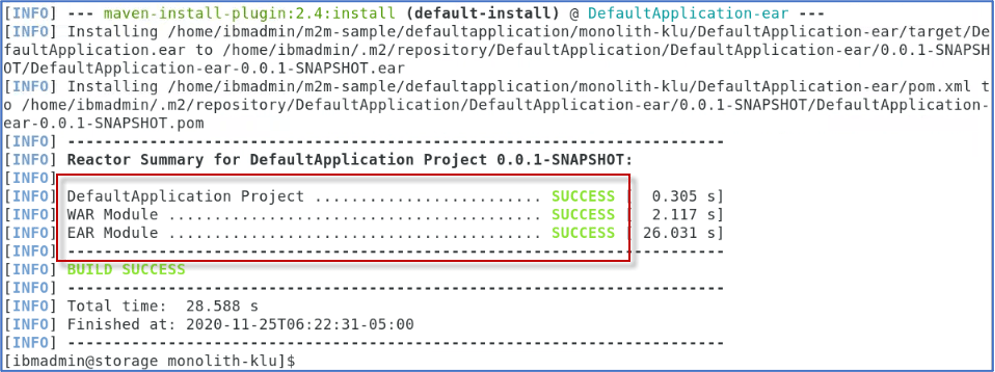 [INFO] --- maven-install-plugin:2.4:install (default-install) @ DefaultApplication-ear ---
[INFO] Installing /home/ibmadmin/m2m-sample/defaultapplication/monolith-klu/DefaultApplication-ear/target/De
faultApplication.ear to /home/ibmadmin/.m2/repository/DefaultApplication/DefaultApplication-ear/0.0.1-SNAPSH
OT/DefaultApplication-ear-0.0.1-SNAPSHOT.ear
[INFO] Installing /home/ibmadmin/m2m-sample/defaultapplication/monolith-klu/DefaultApplication-ear/pom.xml t
o /home/ibmadmin/.m2/repository/DefaultApplication/DefaultApplication-ear/0.0.1-SNAPSHOT/DefaultApplication-
ear-0.0.1-SNAPSHOT.pom
[INFO] ------------------------------------------------------------------------
[INFO] Reactor Summary for DefaultApplication Project 0.0.1-SNAPSHOT:
[INFO]
[INFO] DefaultApplication Project ......................... SUCCESS [  0.305 s]
[INFO] WAR Module ......................................... SUCCESS [  2.117 s]
[INFO] EAR Module ......................................... SUCCESS [ 26.031 s]
[INFO] ------------------------------------------------------------------------
[INFO] BUILD SUCCESS
[INFO] ------------------------------------------------------------------------
[INFO] Total time:  28.588 s
[INFO] Finished at: 2020-11-25T06:22:31-05:00
[INFO] ------------------------------------------------------------------------
[ibmadmin@storage monolith-klu]$